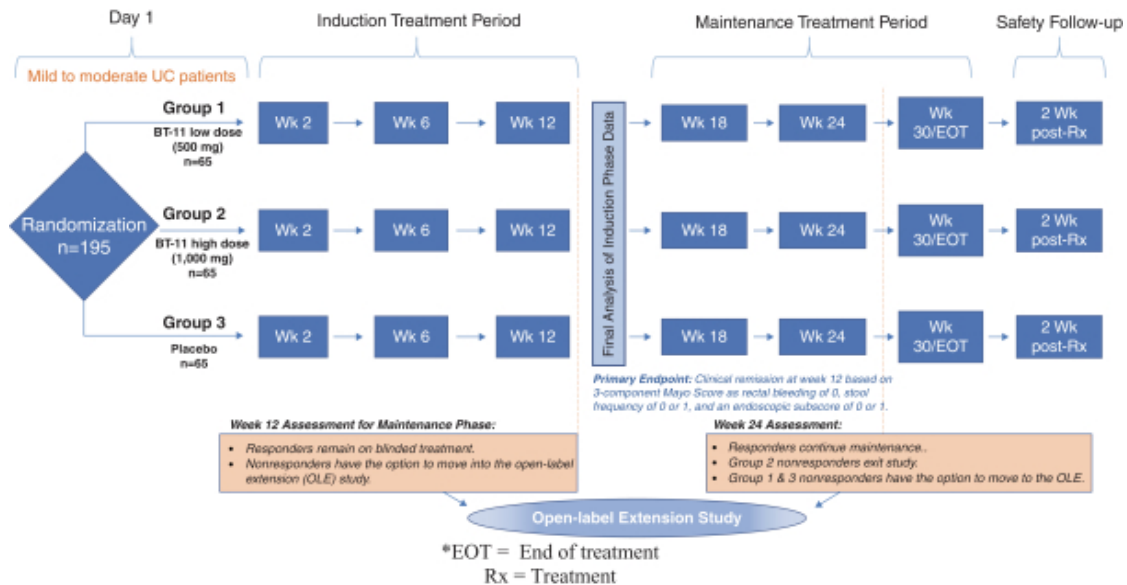 Day 1
Induction Treatment Period
Maintenance Treatment Period
Safety Follow-up
Mild to moderate UC patients
Randomization
n=195
Group 1
BT-11 low dose
(500 mg)
n=65
Wk 2
Wk 6
Wk 12
Wk 18
Wk 24
Wk
30/EOT
2 Wk
post-Rx
Group 2
BT-11 high dose
(1,000 mg)
n=65
Wk 2
Wk 6
Wk 12
Wk 18
Wk 24
Wk
30/EOT
2 Wk
post-Rx
Group 3
Placebo
n=65
Wk 2
Wk 6
Wk 12
Wk 18
Wk 24
Wk
30/EOT
2 Wk
post-Rx
Final Analysis of Induction Phase Data
Primary Endpoint: Clinical remission at week 12 based on
3-component Mayo Score as rectal bleeding of 0, stool
frequency of 0 or 1, and an endoscopic subscore of 0 or 1.
Week 12 Assessment for Maintenance Phase:
• Responders remain on blinded treatment.
• Nonresponders have the option to move into the open-label
extension (OLE) study.
Week 24 Assessment:
• Responders continue maintenance..
• Group 2 nonresponders exit study.
• Group 1 & 3 nonresponders have the option to move to the OLE.
Open-label Extension Study
*EOT = End of treatment
Rx = Treatment